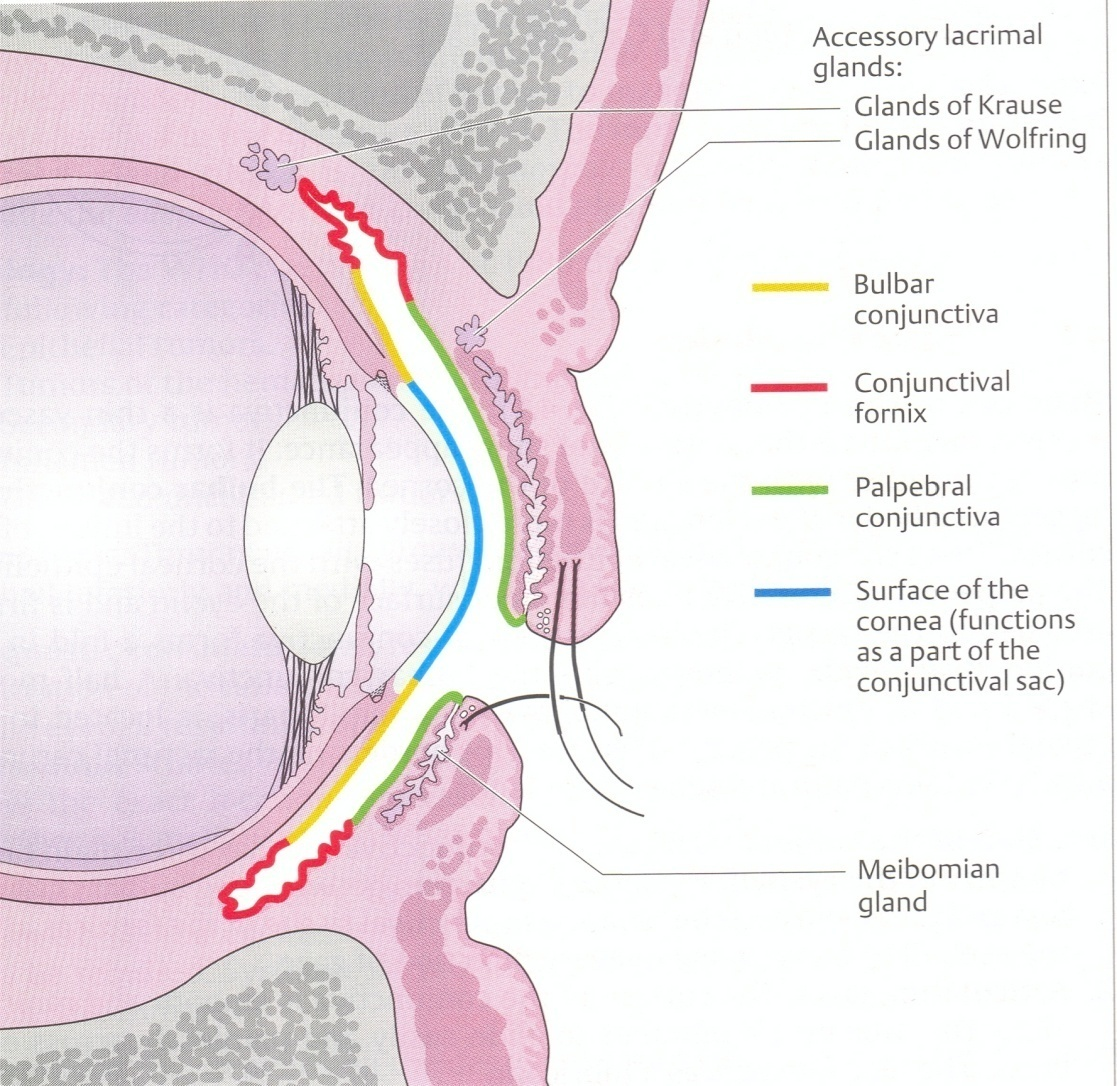 Accessory lacrimal
glands:
Glands of Krause
Glands of Wolfring
Bulbar
conjunctiva
Conjunctival
fornix
Palpebral
conjunctiva
Surface of the
cornea (functions
as a part of the
conjunctival sac)
Meibomian
gland